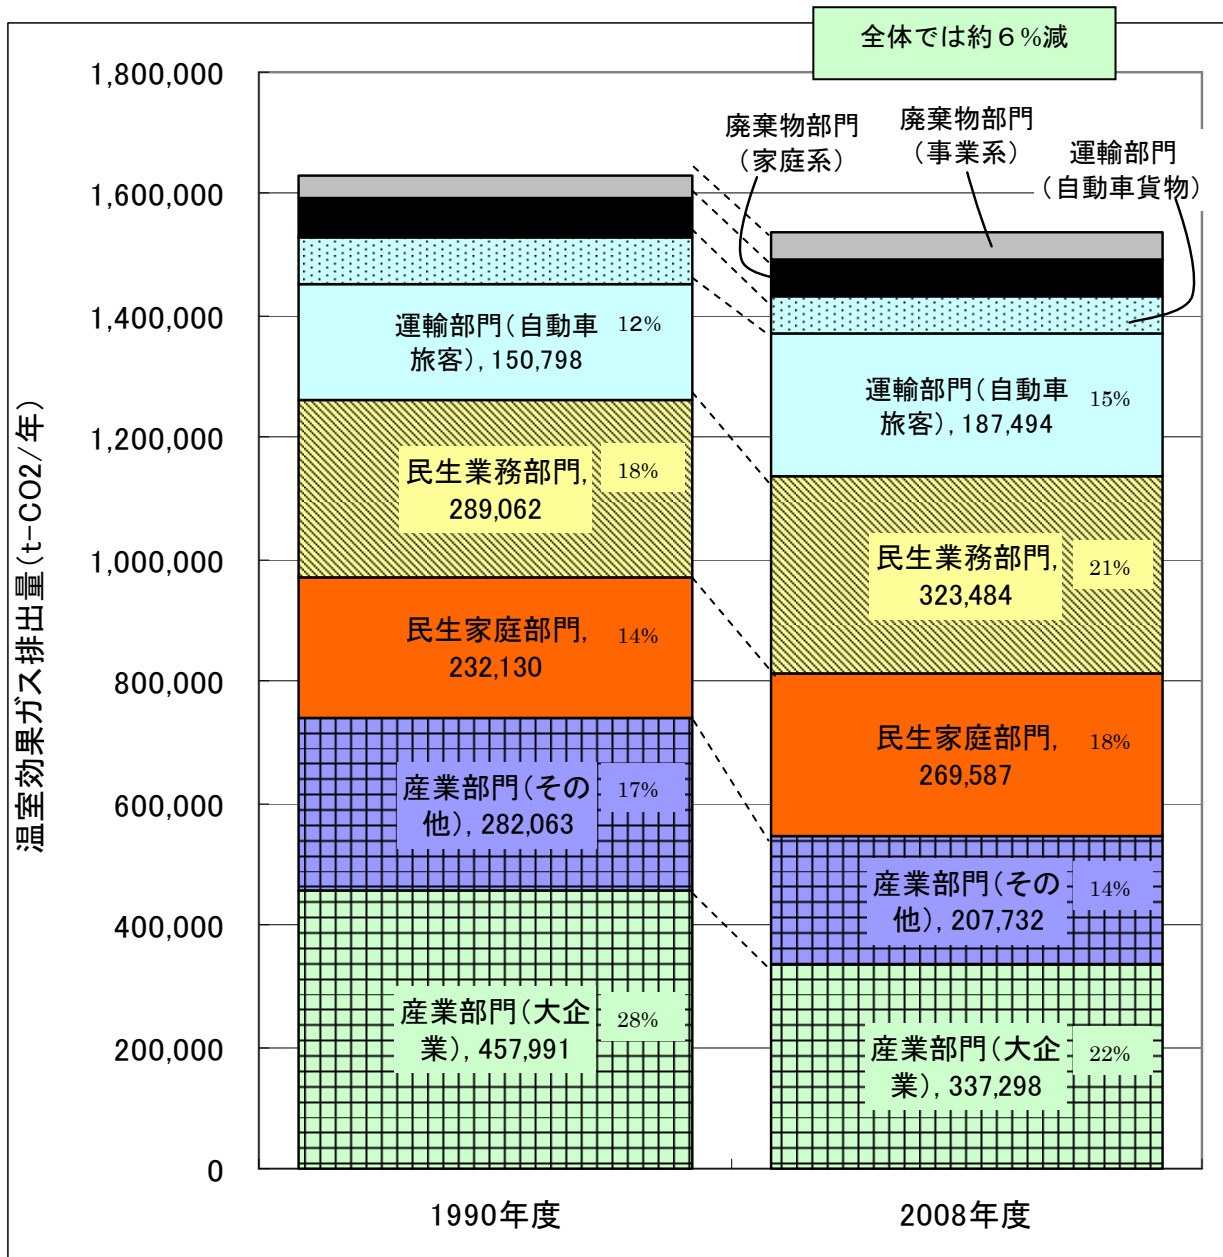 全体では約６%減
温室効果ガス排出量(t-CO2/年)
1,800,000
1,600,000
1,400,000
1,200,000
1,000,000
800,000
600,000
400,000
200,000
0
廃棄物部門
(家庭系)
廃棄物部門
(事業系)
運輸部門
(自動車貨物)
運輸部門(自動車
旅客), 150,798
12%
民生業務部門,
289,062
18%
民生家庭部門,
232,130
14%
産業部門(その
他), 282,063
17%
産業部門(大企
業), 457,991
28%
運輸部門(自動車
旅客), 187,494
15%
民生業務部門,
323,484
21%
民生家庭部門,
269,587
18%
産業部門(その
他), 207,732
14%
産業部門(大企
業), 337,298
22%
1990年度
2008年度